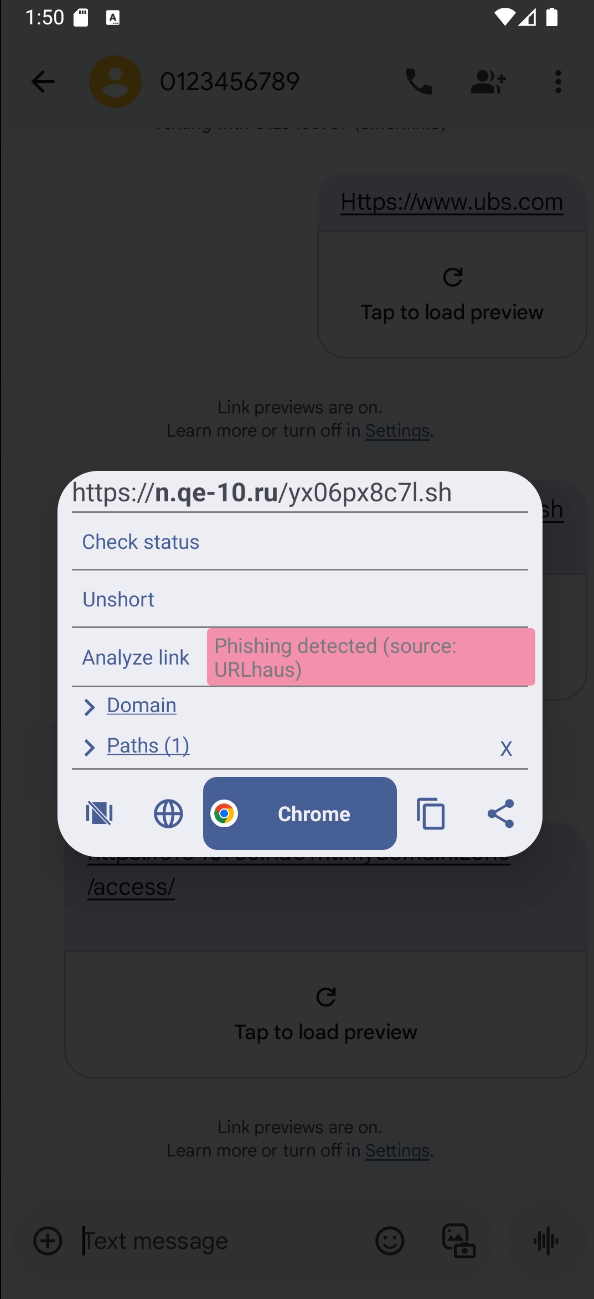 1:50
A
0123456789
Https://www.ubs.com
Tap to load preview
Link previews are on.
Learn more or turn off in Settings.
sh
https://n.qe-10.ru/yx06px8c7l.sh
Check status
Unshort
Analyze link
Phishing detected (source:
URLhaus)
Domain
Paths (1)
X
Chrome
/access/
Tap to load preview
Link previews are on.
Learn more or turn off in Settings.
Text message